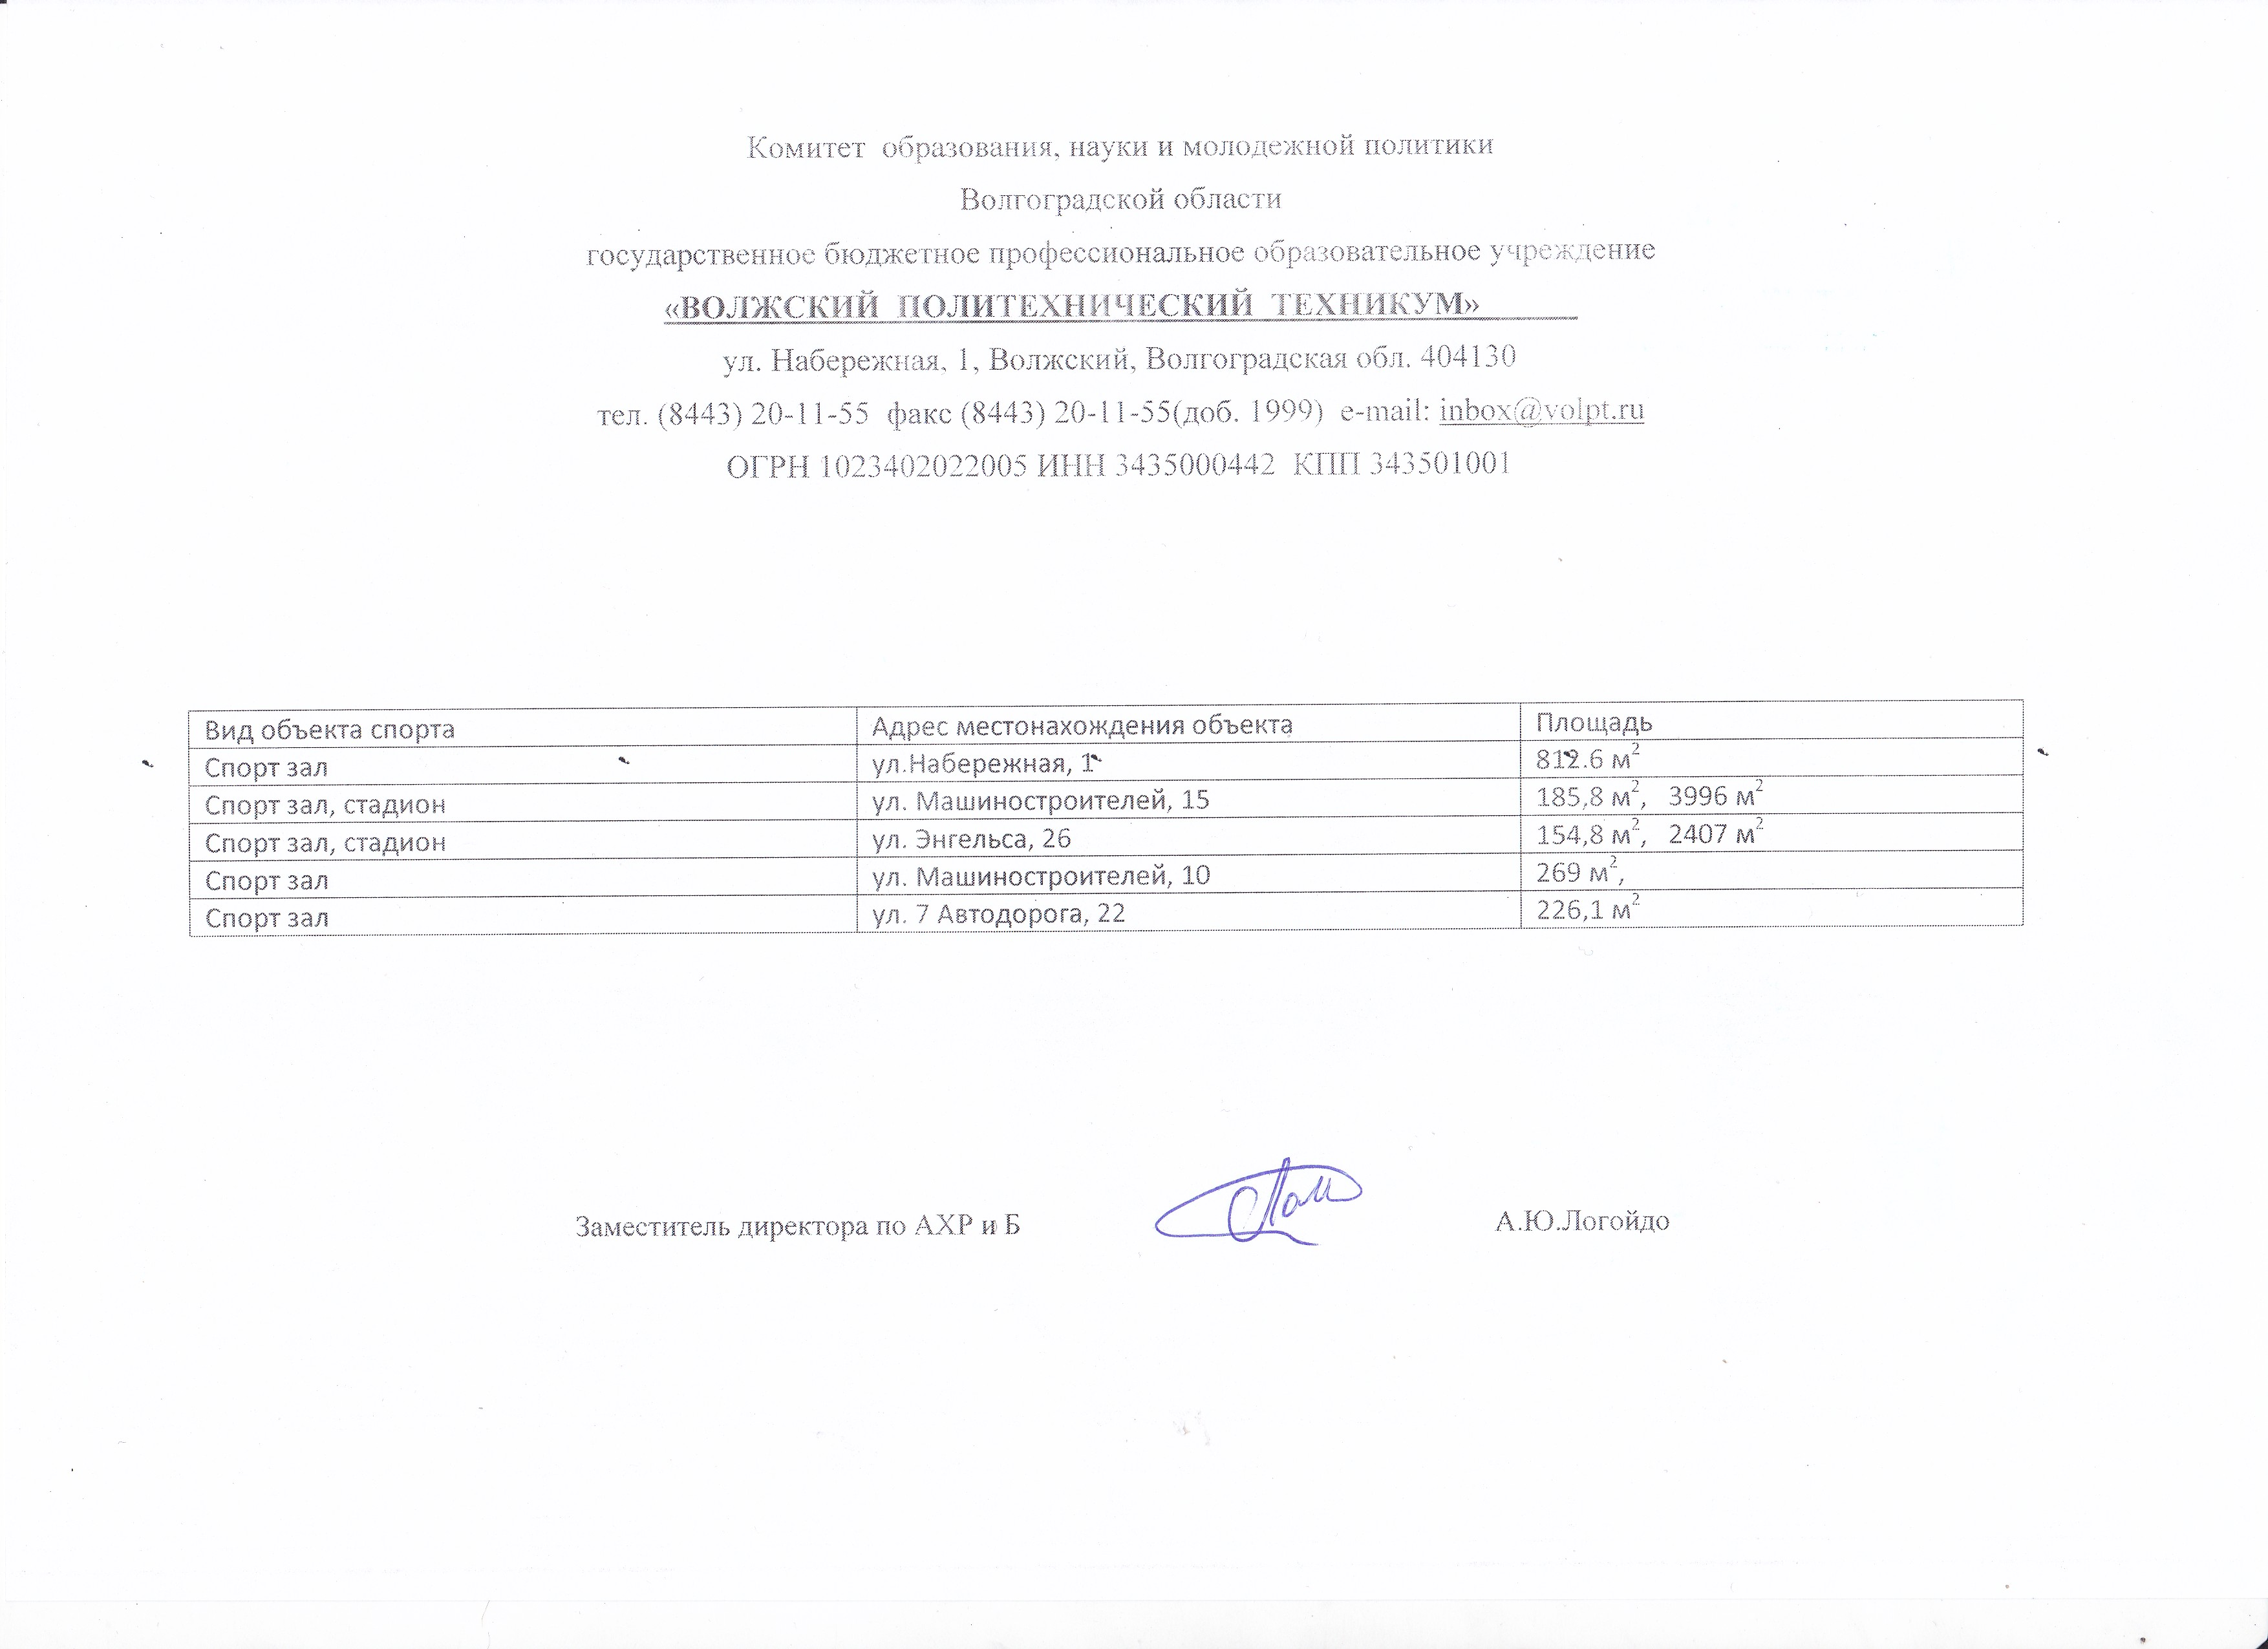 Комитет образования, науки и молодежной политики
Волгоградской области
государственное бюджетное профессиональное образовательное учреждение
«ВОЛЖСКИЙ ПОЛИТЕХНИЧЕСКИЙ ТЕХНИКУМ»
ул. Набережная, 1, Волжский, Волгоградская обл. 404130
тел. (8443) 20-11-55 факс (8443) 20-11-55(доб. 1999) e-mail: inbox@volpt.ru
ОГРН 1023402022005 ИНН 3435000442 КПП 343501001
Вид объекта спорта Адрес местонахождения объекта Площадь
Спорт зал ул.Набережная, 1 812.6 м²
Спорт зал, стадион ул. Машиностроителей, 15 185,8 м², 3996 м²
Спорт зал, стадион ул. Энгельса, 26 154,8 м², 2407 м²
Спорт зал ул. Машиностроителей, 10 269 м²,
Спорт зал ул. 7 Автодорога, 22 226,1 м²
Заместитель директора по АХР и Б А.Ю.Логойдо